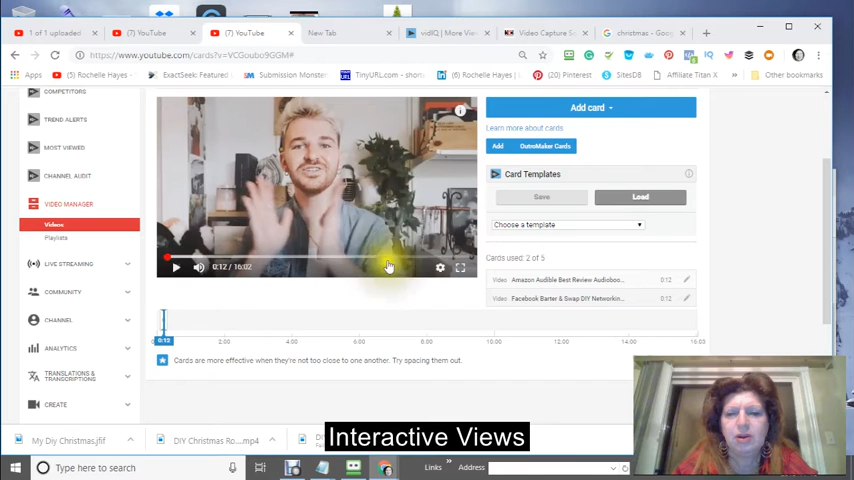 1 of 1 uploaded
(7) YouTube
(7) YouTube
New Tab
vidIQ | More View
Video Capture So
christmas - Goog
https://www.youtube.com/cards?v=VCGoubo9GGM#
Apps
(5) Rochelle Hayes
ExactSeek: Featured
Submission Monster
TinyURL.com - short
(20) Pinterest
SitesDB
Affiliate Titan X
Other bookmarks
COMPETITORS
TREND ALERTS
MOST VIEWED
CHANNEL AUDIT
VIDEO MANAGER
Videos
Playlists
LIVE STREAMING
COMMUNITY
CHANNEL
ANALYTICS
TRANSLATIONS &
TRANSCRIPTIONS
CREATE
0:12 / 16:02
Add card
Learn more about cards
Add OutroMaker Cards
Card Templates
Save
Load
Choose a template
Cards used: 2 of 5
Video Amazon Audible Best Review Audioboo... 0:12
Video Facebook Barter & Swap DIY Networkin... 0:12
0:12
2:00 4:00 6:00 8:00 10:00 12:00 14:00 16:03
Cards are more effective when they're not too close to one another. Try spacing them out.
My Diy Christmas.jfif
DIY Christmas Ro....mp4
Interactive Views
Type here to search
Links
Address